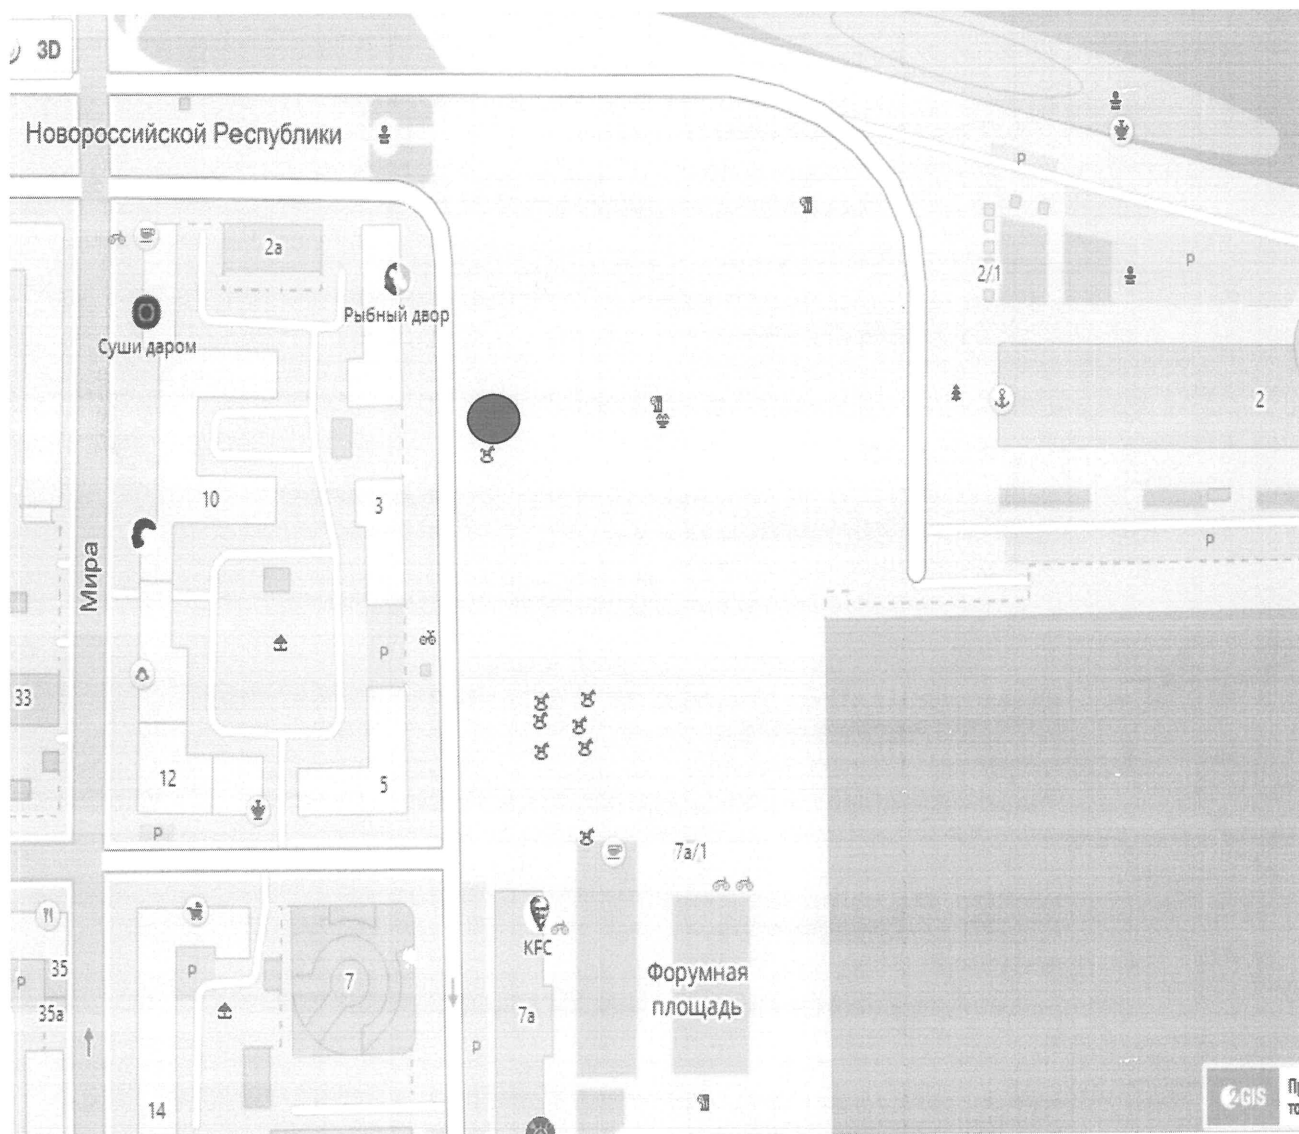 3D
Новороссийской Республики
P
2а
P
2/1
Рыбный двор
Суши даром
2
10
3
P
Мира
P
33
12
5
P
7а/1
35
P
7
KFC
Форумная
площадь
P
35а
7а
P
14
2GIS